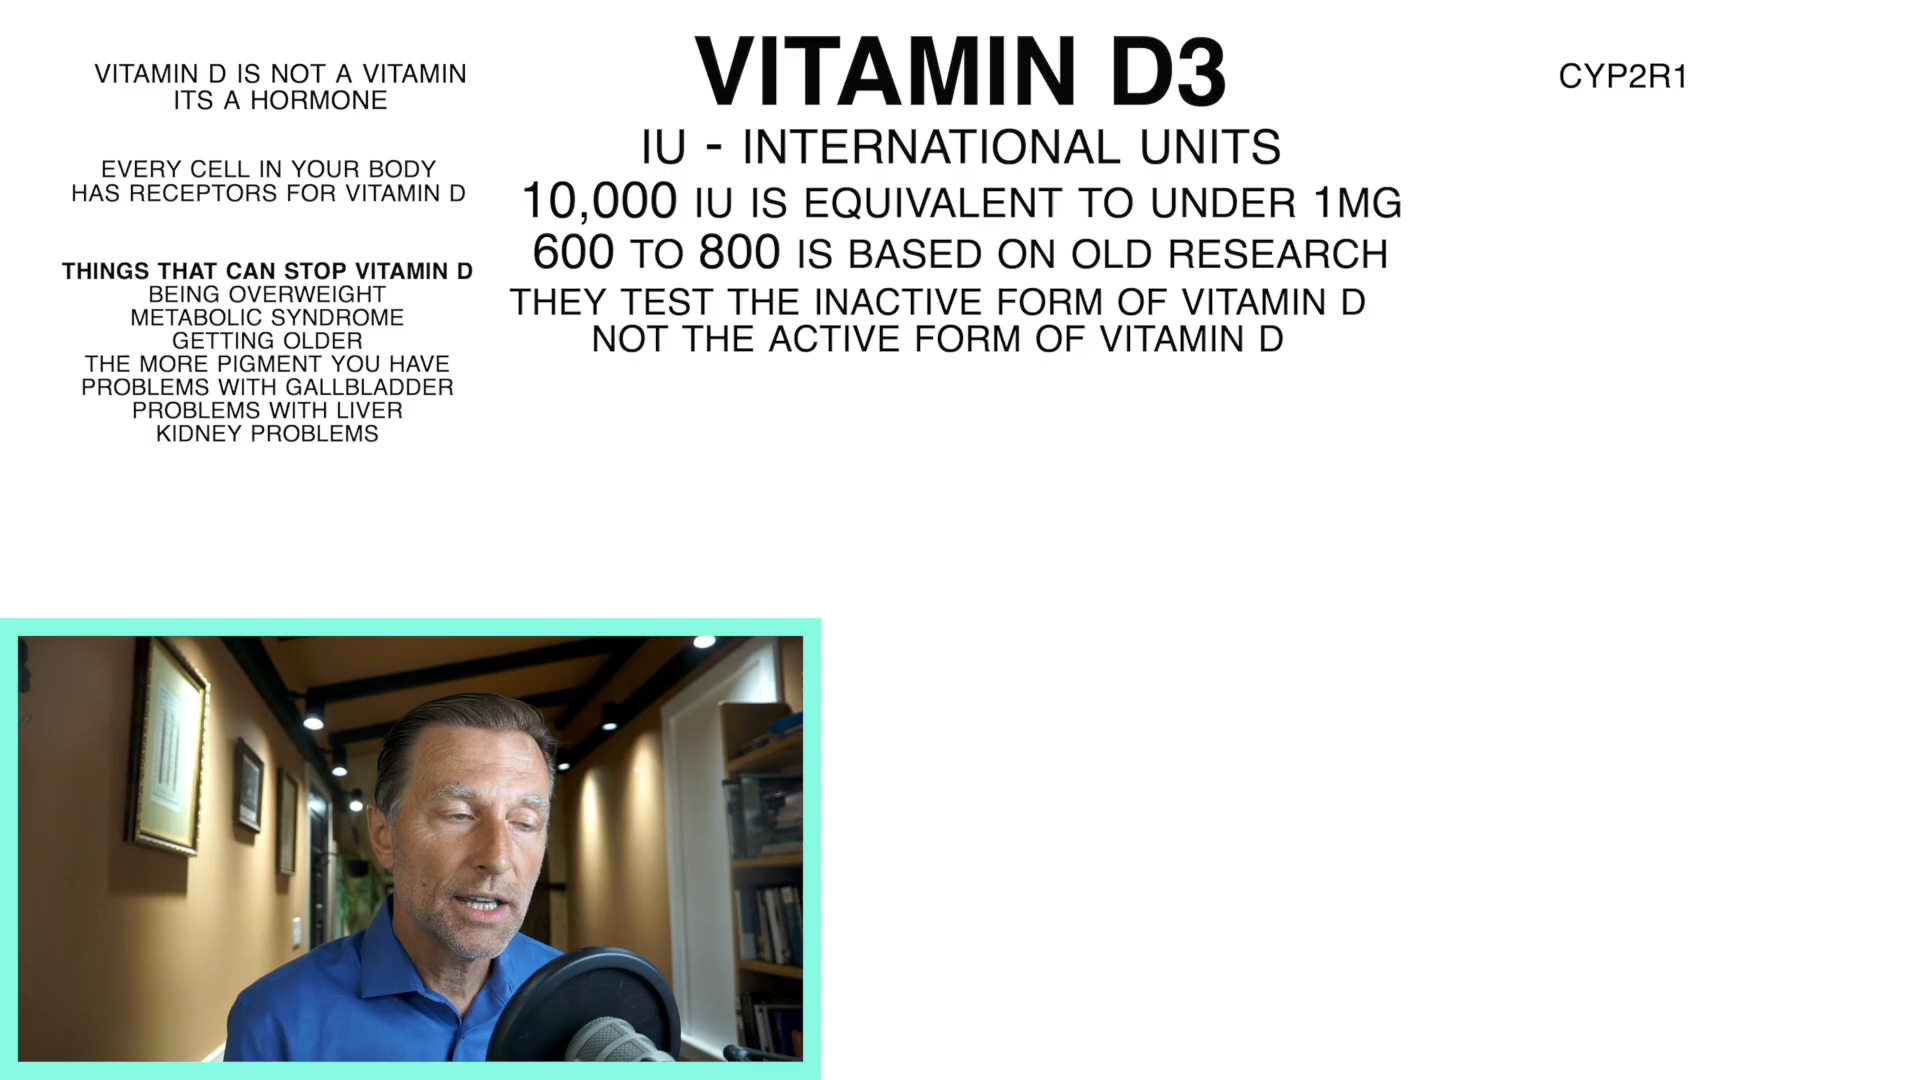 VITAMIN D IS NOT A VITAMIN
ITS A HORMONE
EVERY CELL IN YOUR BODY
HAS RECEPTORS FOR VITAMIN D
THINGS THAT CAN STOP VITAMIN D
BEING OVERWEIGHT
METABOLIC SYNDROME
GETTING OLDER
THE MORE PIGMENT YOU HAVE
PROBLEMS WITH GALLBLADDER
PROBLEMS WITH LIVER
KIDNEY PROBLEMS
VITAMIN D3
IU - INTERNATIONAL UNITS
10,000 IU IS EQUIVALENT TO UNDER 1MG
600 TO 800 IS BASED ON OLD RESEARCH
THEY TEST THE INACTIVE FORM OF VITAMIN D
NOT THE ACTIVE FORM OF VITAMIN D
CYP2R1